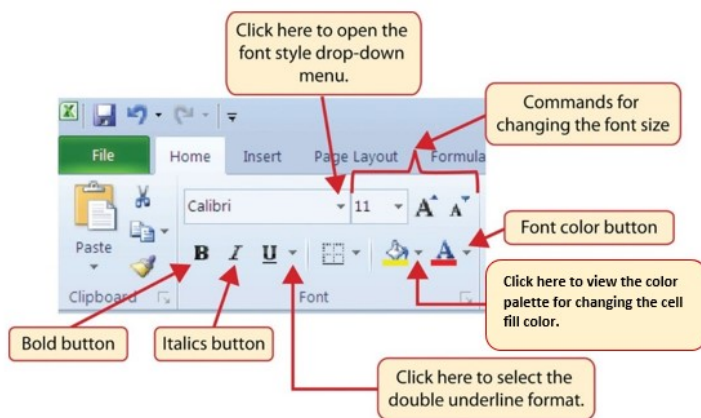 Click here to open the
font style drop-down
menu.
Commands for
changing the font size
File Home Insert Page Layout Formula
Calibri 11 A A
Paste
B I U A
Font color button
Clipboard Font
Click here to view the color
palette for changing the cell
fill color.
Bold button Italics button
Click here to select the
double underline format.